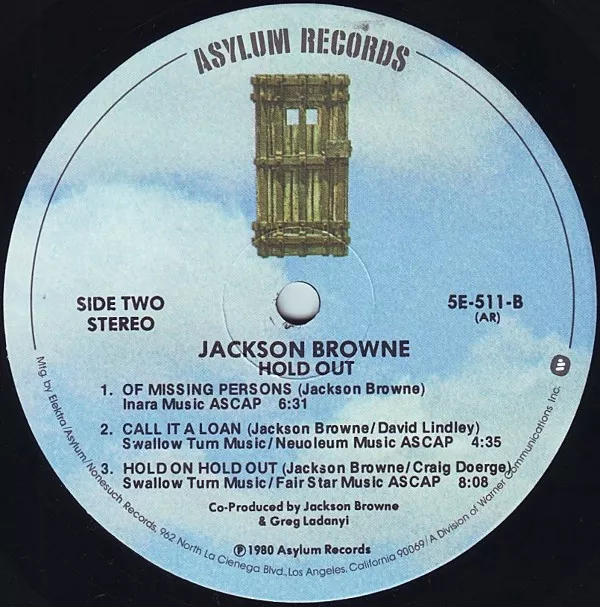 ASYLUM RECORDS
SIDE TWO
STEREO
5E-511-B
(AR)
JACKSON BROWNE
HOLD OUT
1. OF MISSING PERSONS (Jackson Browne)
Inara Music ASCAP 6:31
2. CALL IT A LOAN (Jackson Browne/David Lindley)
Swallow Turn Music/Neuoleum Music ASCAP 4:35
3. HOLD ON HOLD OUT (Jackson Browne/Craig Doerge)
Swallow Turn Music/Fair Star Music ASCAP 8:08
Co-Produced by Jackson Browne
& Greg Ladanyi
℗ 1980 Asylum Records
Mfg. by Elektra/Asylum/Nonesuch Records, 962 North La Cienega Blvd., Los Angeles, California 90069/A Division of Warner Communications Inc.